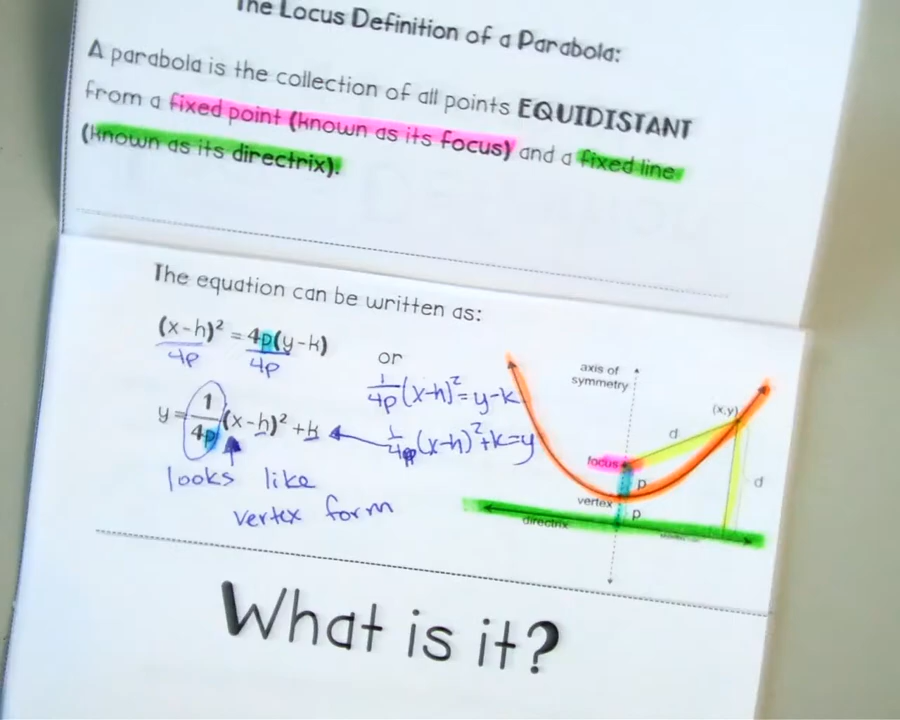 The Locus Definition of a Parabola:
A parabola is the collection of all points EQUIDISTANT
from a fixed point (known as its focus) and a fixed line
(known as its directrix).
The equation can be written as:
(x-h)² = 4p(y-k)
4p 4p
or
1/4p (x-h)² = y-k
y = 1/4p (x-h)² + k
1/4p (x-h)² + k = y
looks like
vertex form
axis of
symmetry
(x,y)
d
focus
p
d
vertex
p
directrix
What is it?